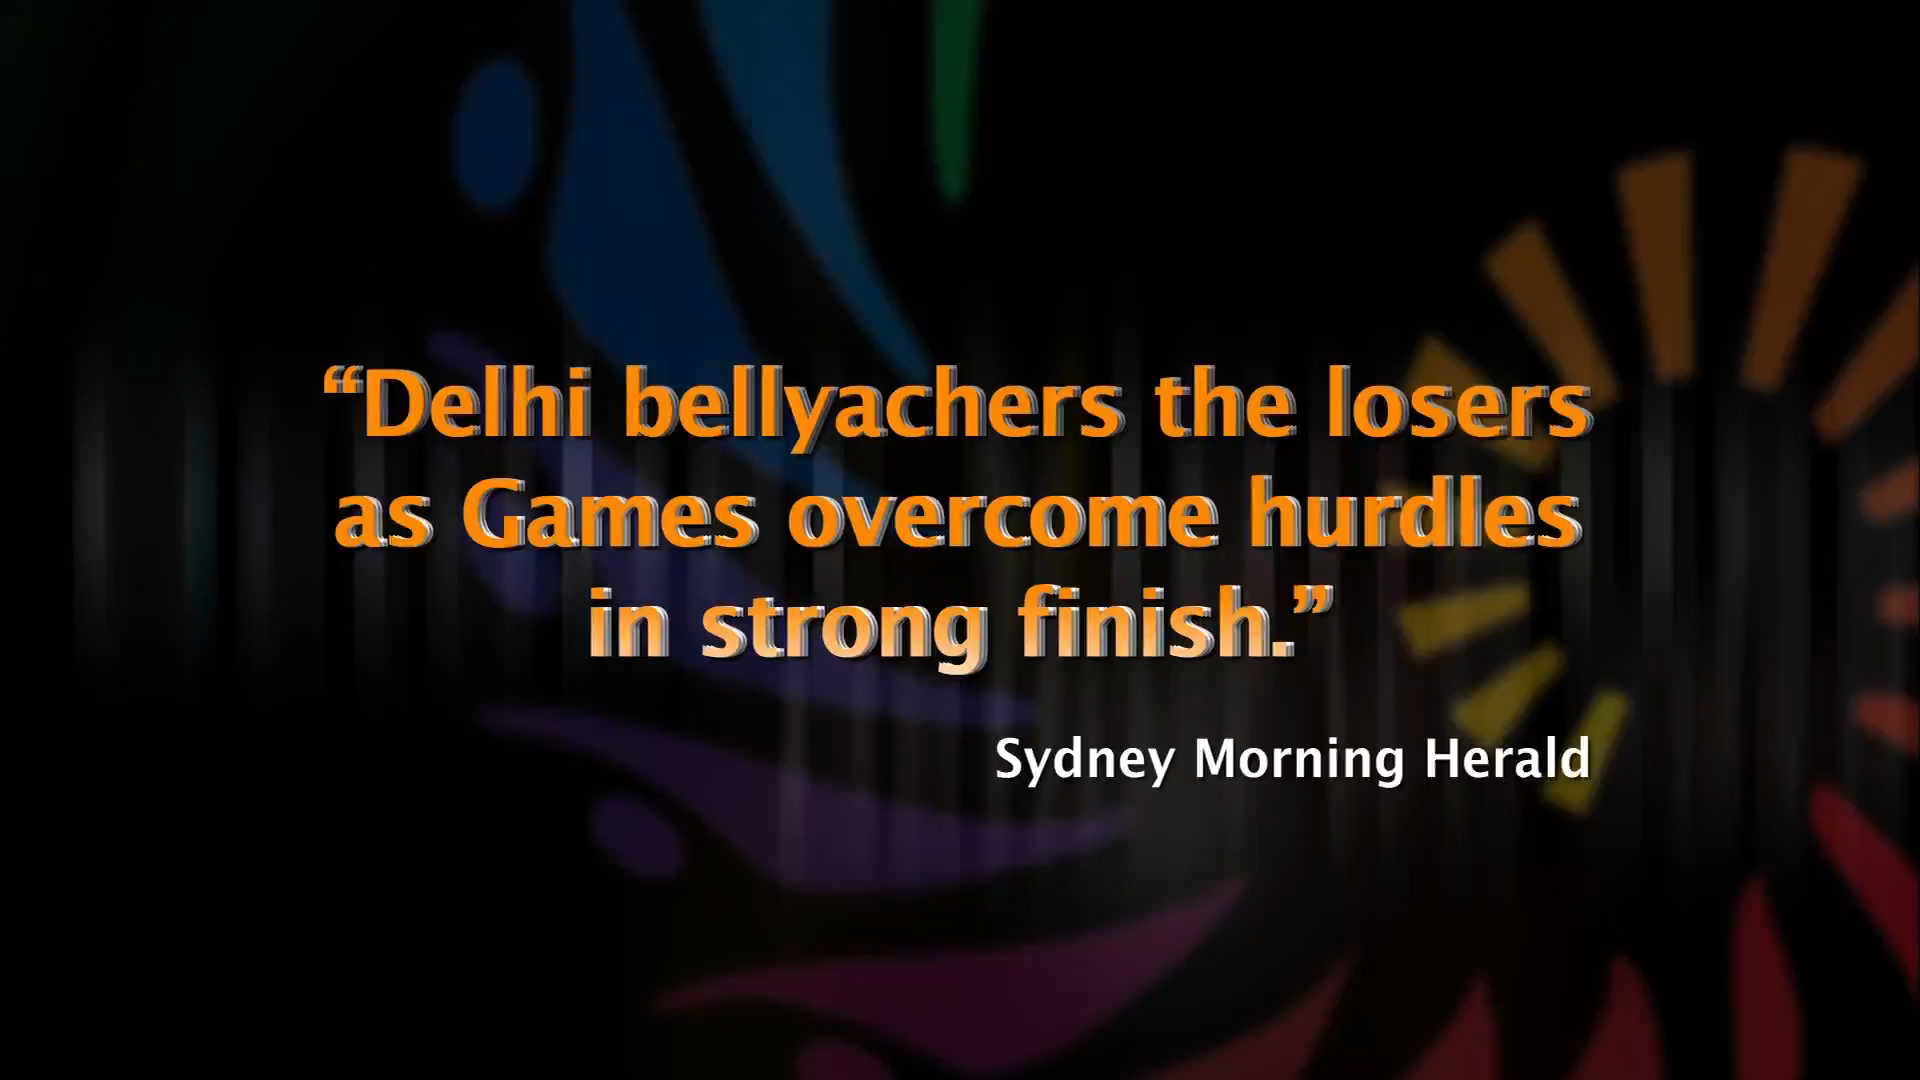 “Delhi bellyachers the losers
as Games overcome hurdles
in strong finish.”
Sydney Morning Herald